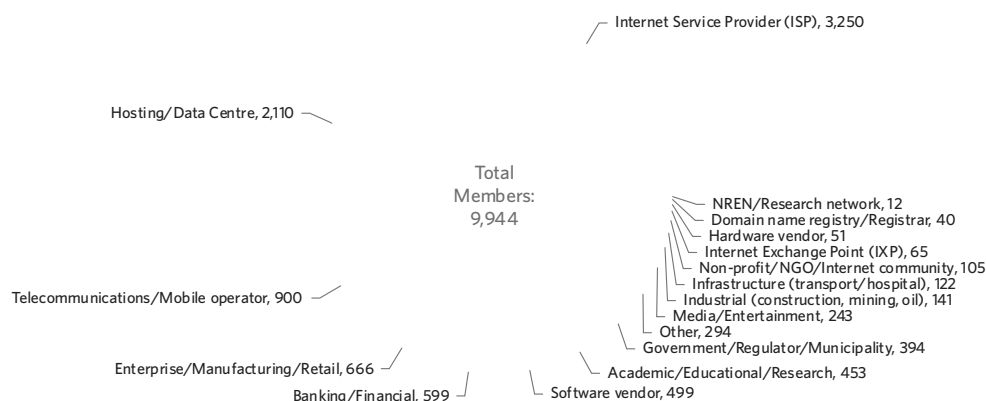 Internet Service Provider (ISP), 3,250
Hosting/Data Centre, 2,110
Total
Members:
9,944
NREN/Research network, 12
Domain name registry/Registrar, 40
Hardware vendor, 51
Internet Exchange Point (IXP), 65
Non-profit/NGO/Internet community, 105
Infrastructure (transport/hospital), 122
Industrial (construction, mining, oil), 141
Media/Entertainment, 243
Other, 294
Government/Regulator/Municipality, 394
Academic/Educational/Research, 453
Software vendor, 499
Banking/Financial, 599
Enterprise/Manufacturing/Retail, 666
Telecommunications/Mobile operator, 900